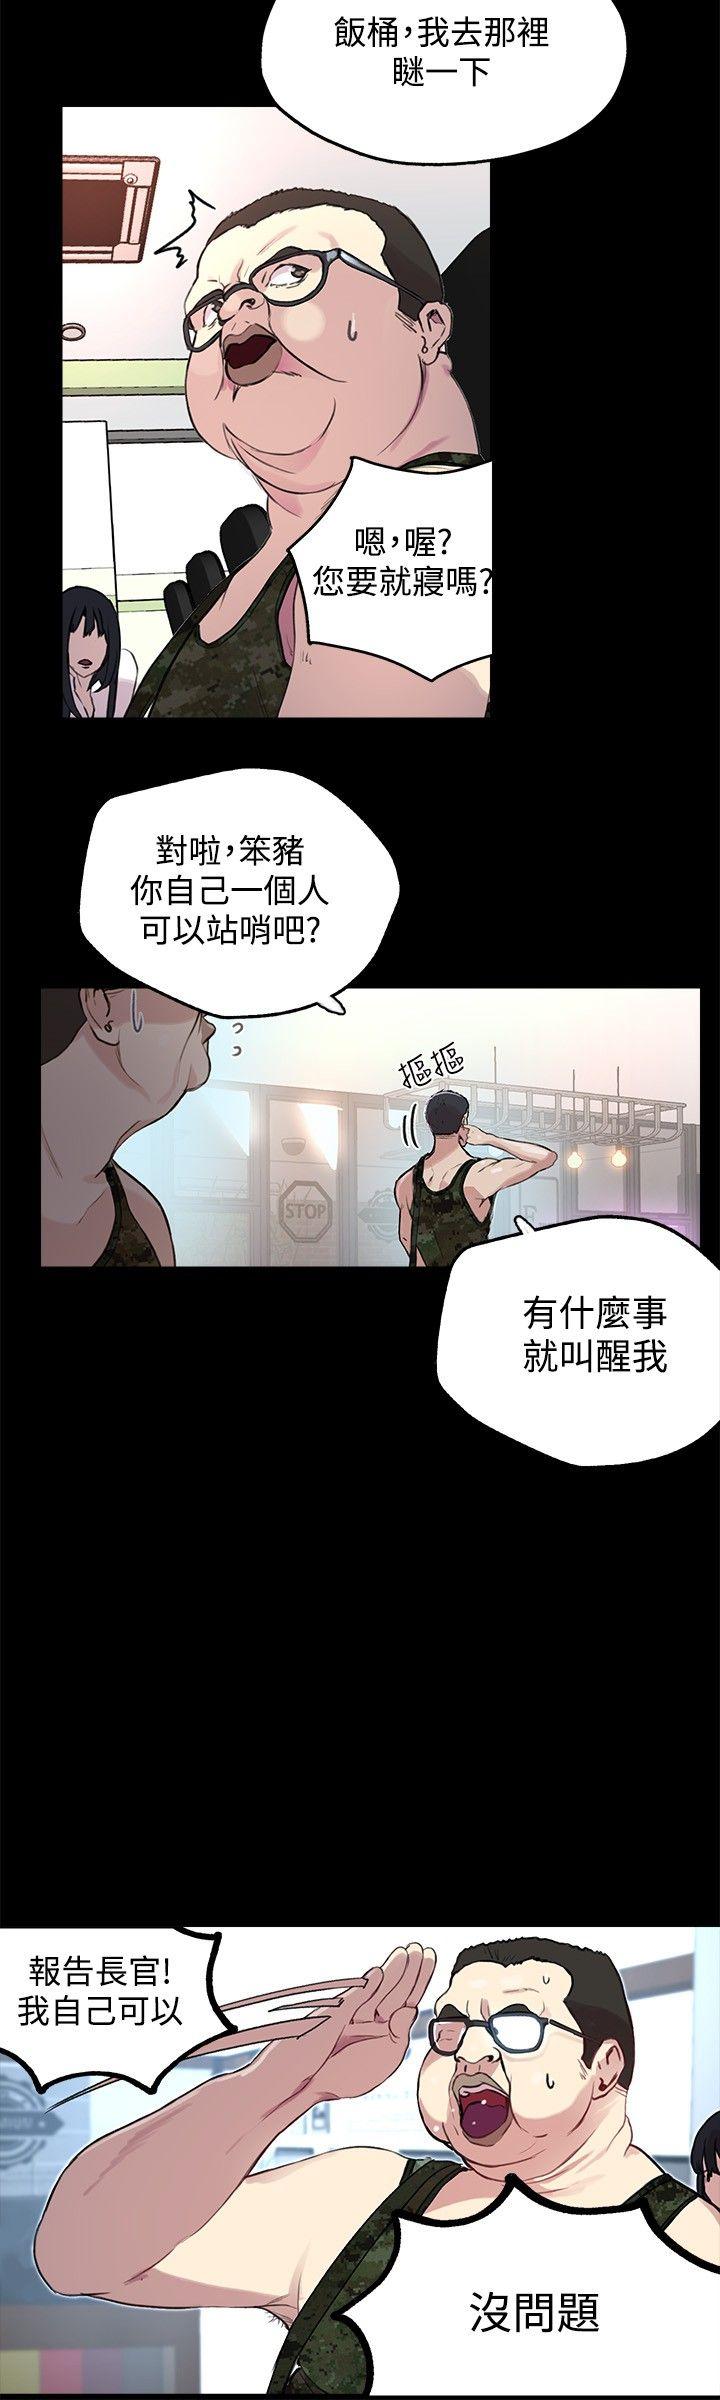 飯桶，我去那裡
瞇一下
嗯，喔?
您要就寢嗎?
對啦，笨豬
你自己一個人
可以站哨吧?
摳摳
STOP
有什麼事
就叫醒我
報告長官!
我自己可以
沒問題